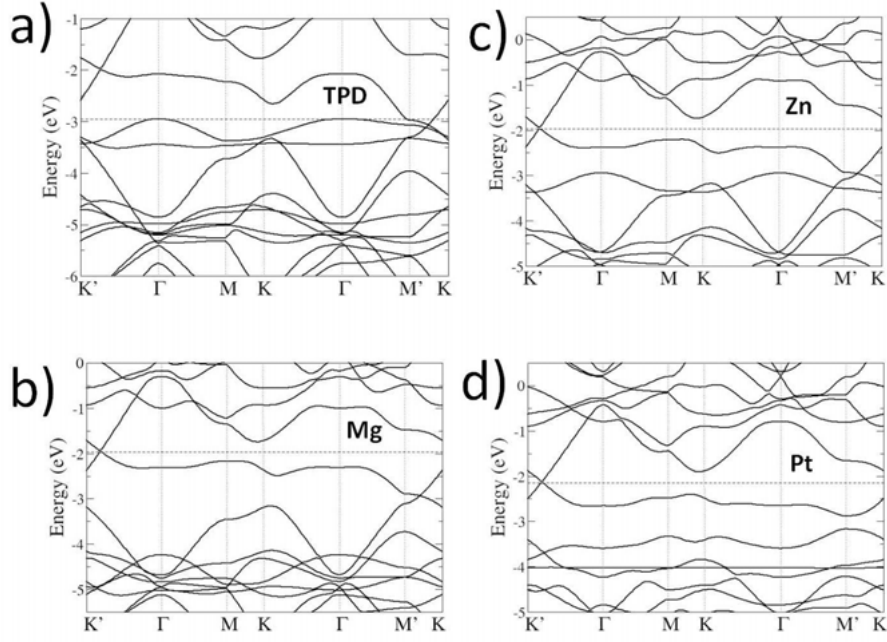 a)
-1
-2
-3
-4
-5
-6
Energy (eV)
TPD
K' Γ M K Γ M' K
c)
0
-1
-2
-3
-4
-5
Energy (eV)
Zn
K' Γ M K Γ M' K
b)
0
-1
-2
-3
-4
-5
Energy (eV)
Mg
K' Γ M K Γ M' K
d)
0
-1
-2
-3
-4
-5
Energy (eV)
Pt
K' Γ M K Γ M' K